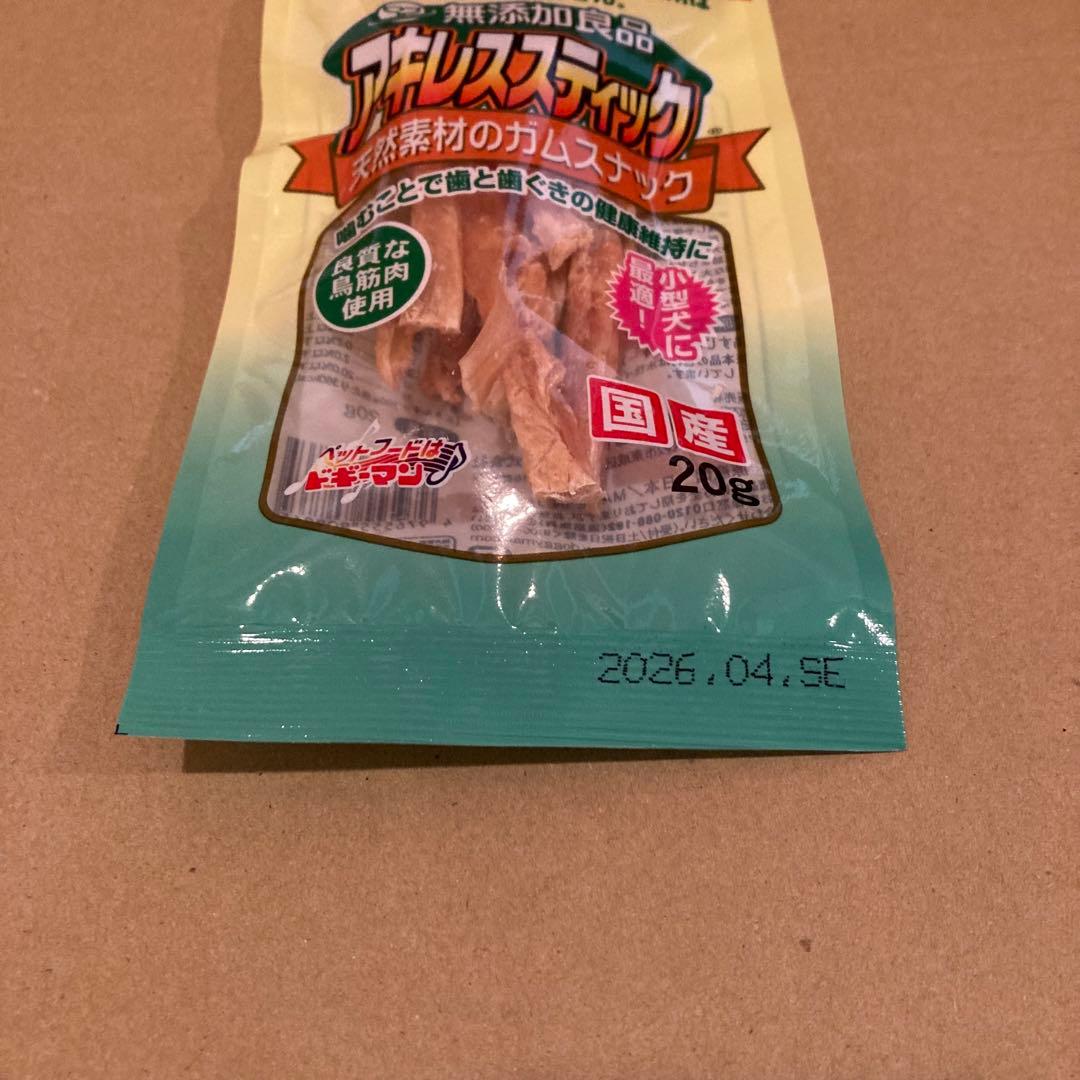 無添加良品
アキレススティック®
天然素材のガムスナック
噛むことで歯と歯ぐきの健康維持に
良質な
鳥筋肉
使用
小型犬に
最適!
国産
20g
ペットフードは
ドギーマン
2026.04.SE